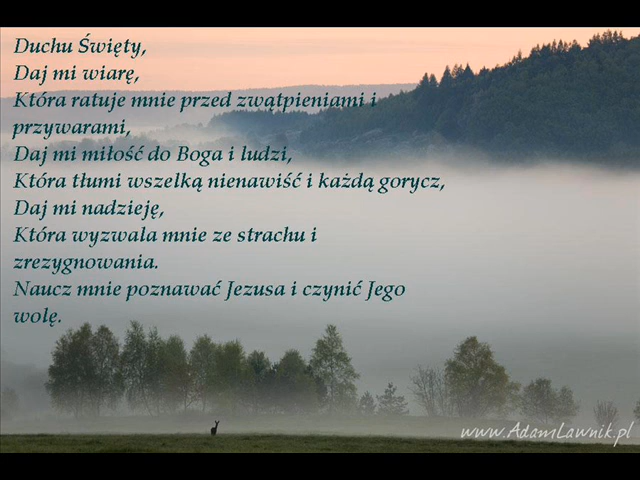 Duchu Święty,
Daj mi wiarę,
Która ratuje mnie przed zwątpieniami i
przywarami,
Daj mi miłość do Boga i ludzi,
Która tłumi wszelką nienawiść i każdą gorycz,
Daj mi nadzieję,
Która wyzwala mnie ze strachu i
zrezygnowania.
Naucz mnie poznawać Jezusa i czynić Jego
wolę.
www.AdamŁawnik.pl